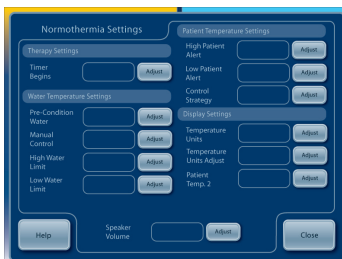 Normothermia Settings
Therapy Settings
Timer
Begins
Adjust
Water Temperature Settings
Pre-Condition
Water
Adjust
Manual
Control
Adjust
High Water
Limit
Adjust
Low Water
Limit
Adjust
Patient Temperature Settings
High Patient
Alert
Adjust
Low Patient
Alert
Adjust
Control
Strategy
Adjust
Display Settings
Temperature
Units
Adjust
Temperature
Units Adjust
Adjust
Patient
Temp. 2
Adjust
Help
Speaker
Volume
Adjust
Close